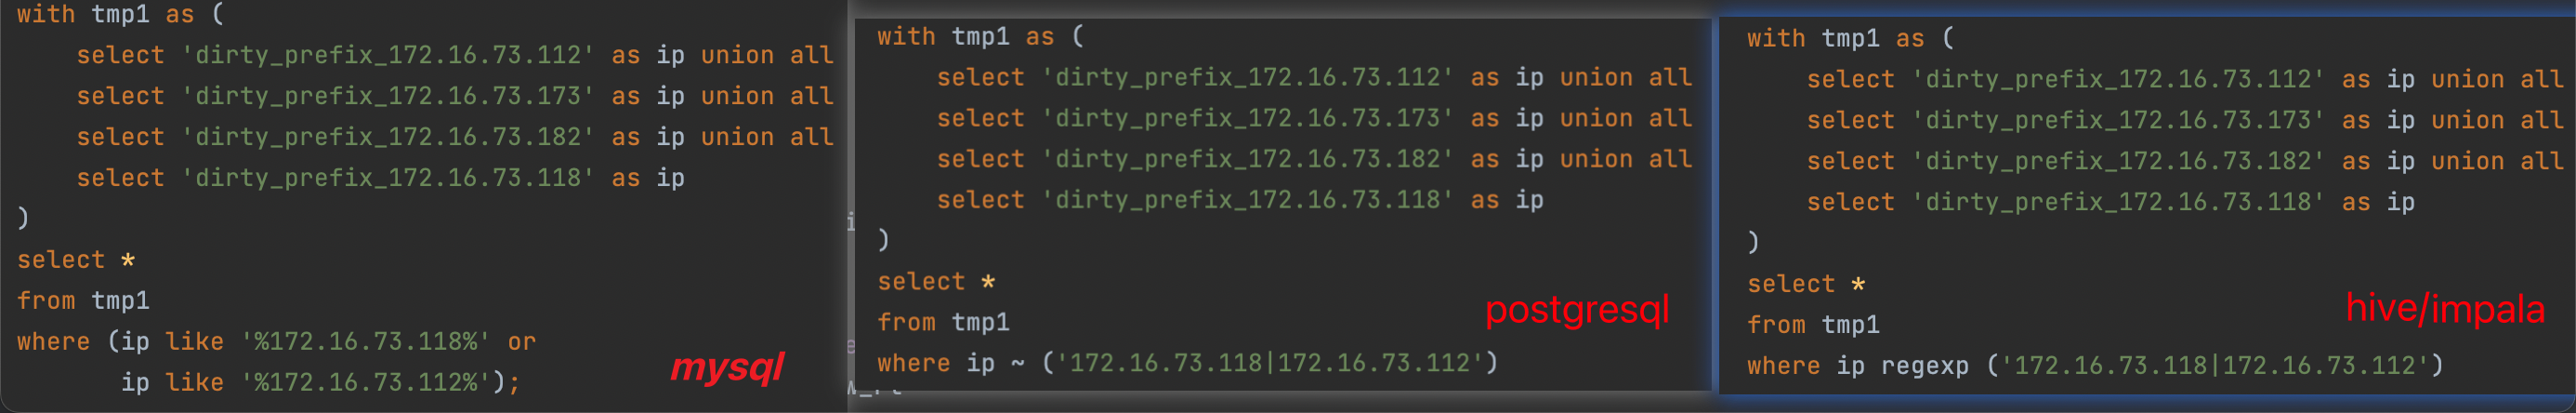 with tmp1 as (
    select 'dirty_prefix_172.16.73.112' as ip union all
    select 'dirty_prefix_172.16.73.173' as ip union all
    select 'dirty_prefix_172.16.73.182' as ip union all
    select 'dirty_prefix_172.16.73.118' as ip
)
select *
from tmp1
where (ip like '%172.16.73.118%' or
       ip like '%172.16.73.112%');
mysql
with tmp1 as (
    select 'dirty_prefix_172.16.73.112' as ip union all
    select 'dirty_prefix_172.16.73.173' as ip union all
    select 'dirty_prefix_172.16.73.182' as ip union all
    select 'dirty_prefix_172.16.73.118' as ip
)
select *
from tmp1
where ip ~ ('172.16.73.118|172.16.73.112')
postgresql
with tmp1 as (
    select 'dirty_prefix_172.16.73.112' as ip union all
    select 'dirty_prefix_172.16.73.173' as ip union all
    select 'dirty_prefix_172.16.73.182' as ip union all
    select 'dirty_prefix_172.16.73.118' as ip
)
select *
from tmp1
where ip regexp ('172.16.73.118|172.16.73.112')
hive/impala